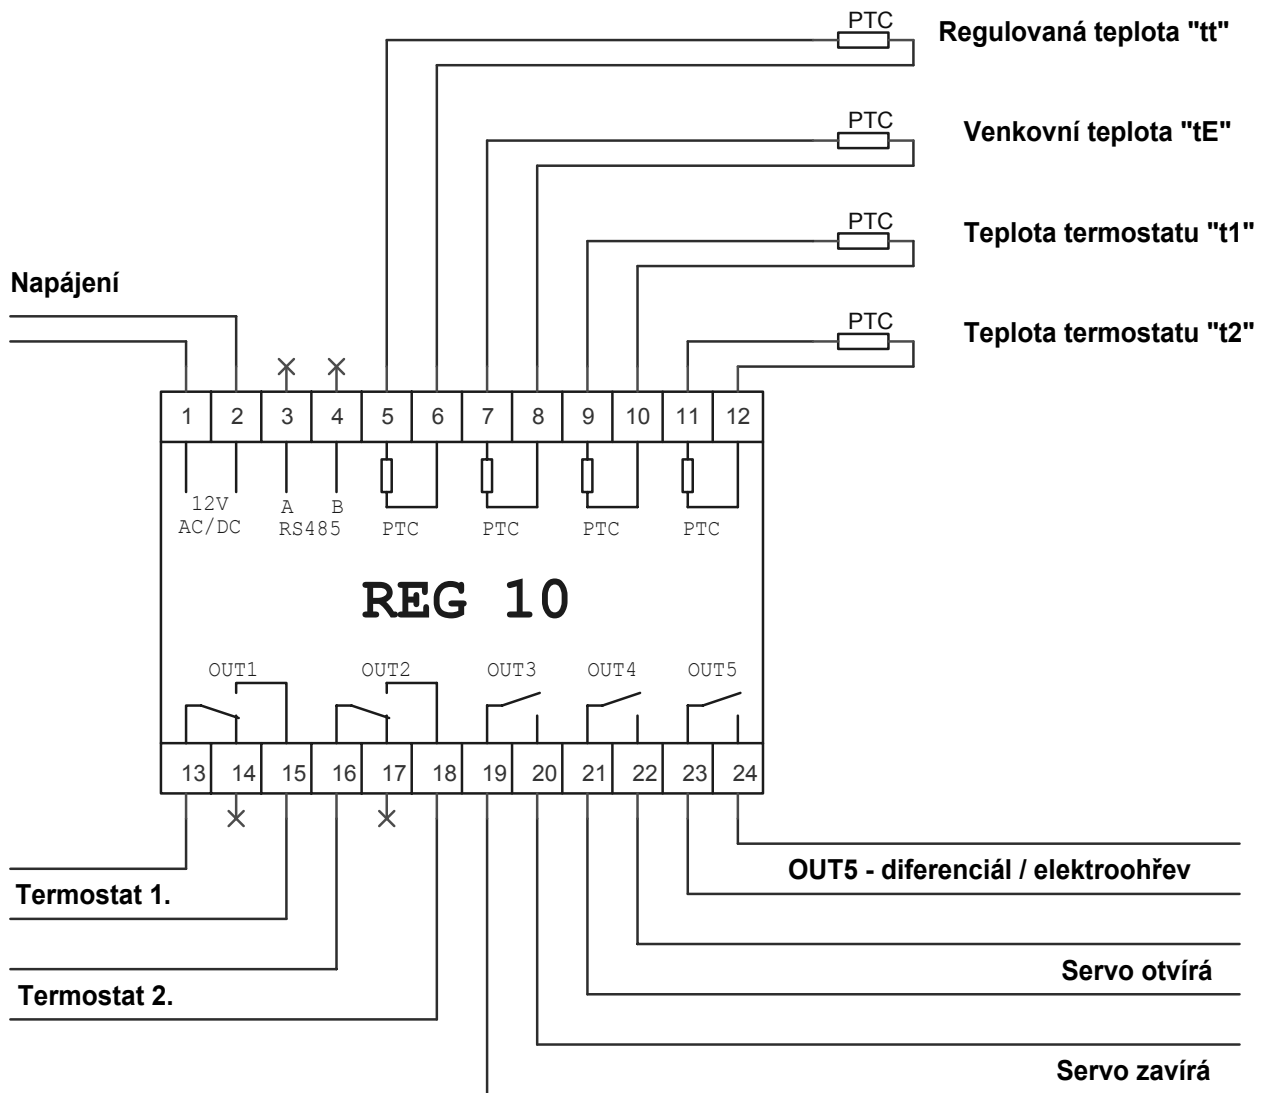 PTC Regulovaná teplota "tt"
PTC Venkovní teplota "tE"
PTC Teplota termostatu "t1"
Napájení
PTC Teplota termostatu "t2"
1 2 3 4 5 6 7 8 9 10 11 12
12V A B
AC/DC RS485 PTC PTC PTC PTC
REG 10
OUT1 OUT2 OUT3 OUT4 OUT5
13 14 15 16 17 18 19 20 21 22 23 24
OUT5 - diferenciál / elektroohřev
Termostat 1.
Servo otvírá
Termostat 2.
Servo zavírá